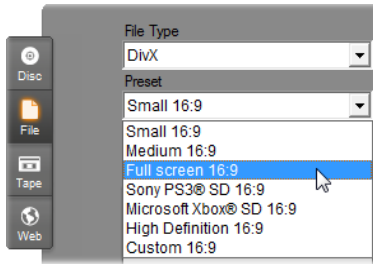 File Type
DivX
Disc
Preset
Small 16:9
File
Small 16:9
Medium 16:9
Full screen 16:9
Sony PS3® SD 16:9
Tape
Microsoft Xbox® SD 16:9
High Definition 16:9
Custom 16:9
Web